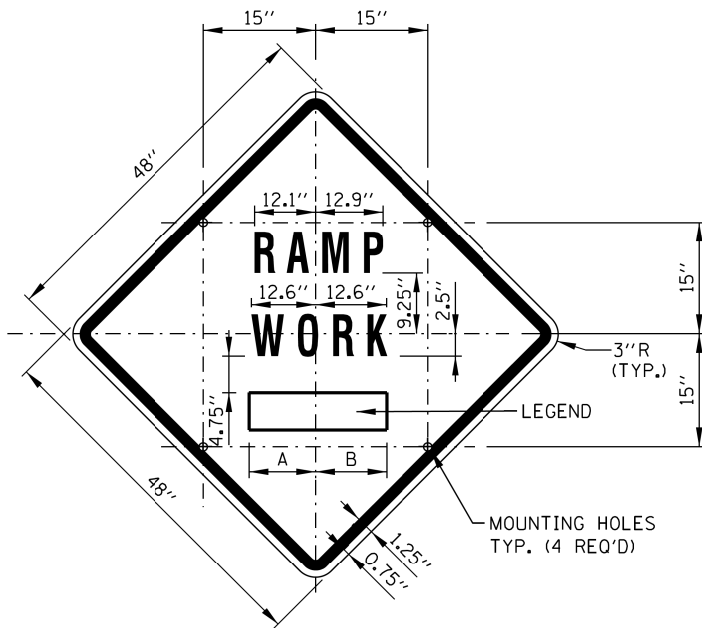 15" 15"
48"
12.1" 12.9"
RAMP
12.6" 12.6"
9.25"
2.5"
15"
WORK
3"R
(TYP.)
4.75"
LEGEND
15"
A B
48"
MOUNTING HOLES
TYP. (4 REQ'D)
1.25"
0.75"